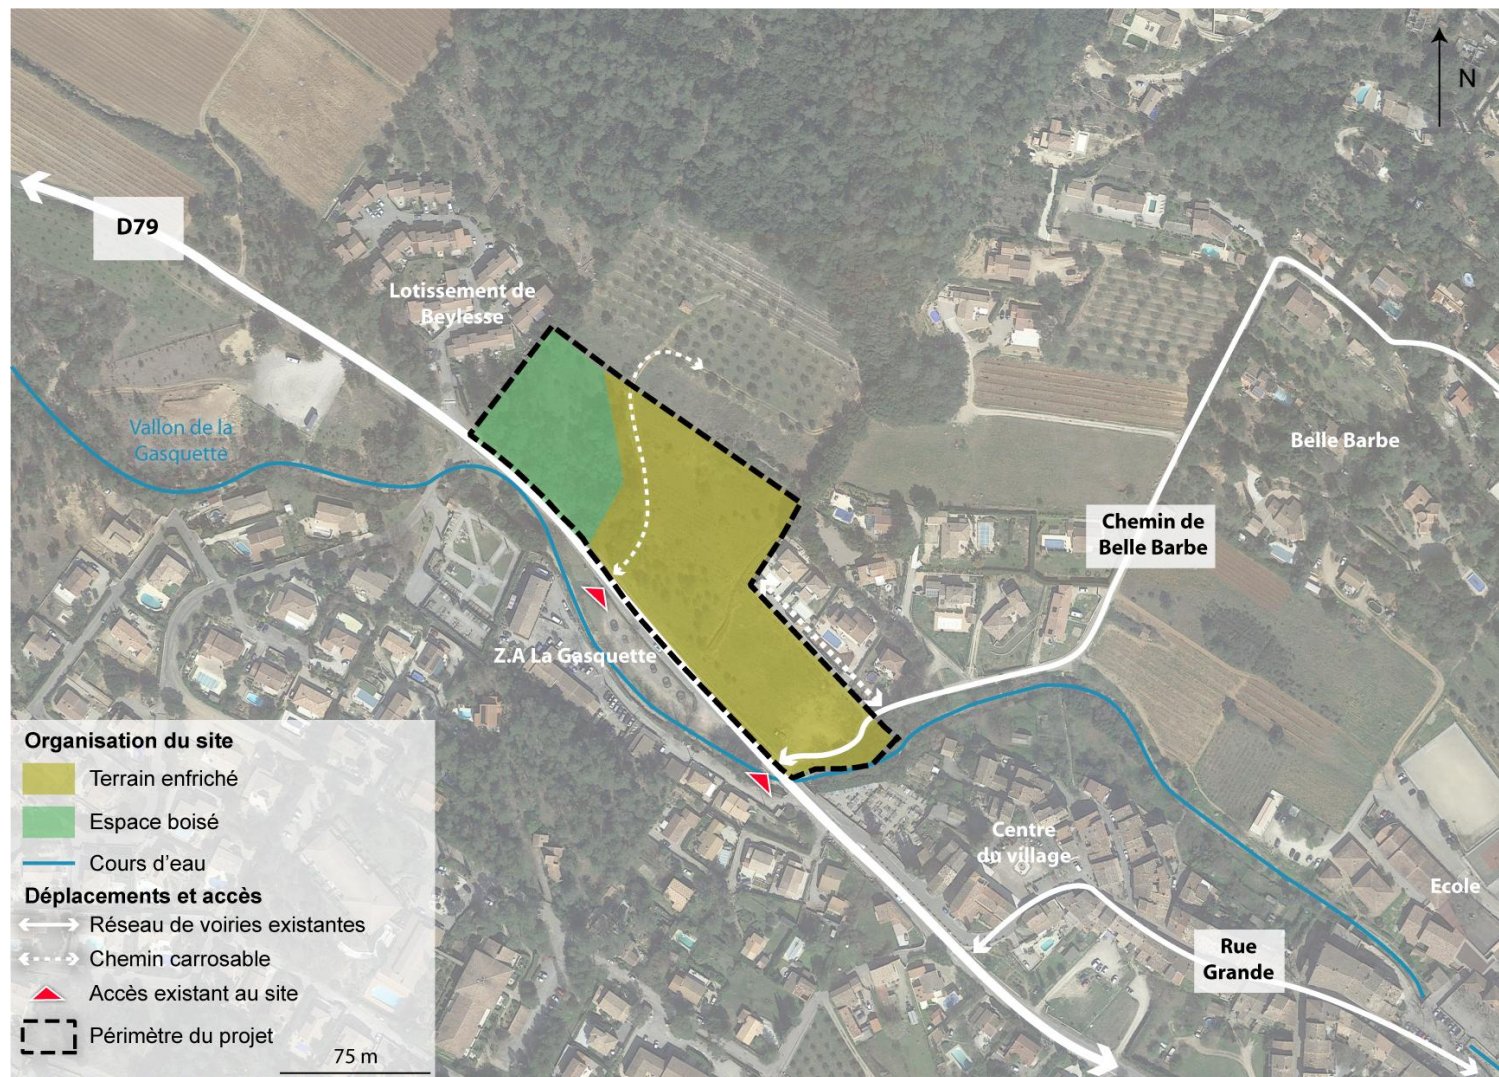 N
D79
Lotissement de
Beylesse
Vallon de la
Gasquette
Belle Barbe
Chemin de
Belle Barbe
Z.A La Gasquette
Centre
du village
Ecole
Rue
Grande
Organisation du site
Terrain enfriché
Espace boisé
Cours d'eau
Déplacements et accès
Réseau de voiries existantes
Chemin carrosable
Accès existant au site
Périmètre du projet
75 m